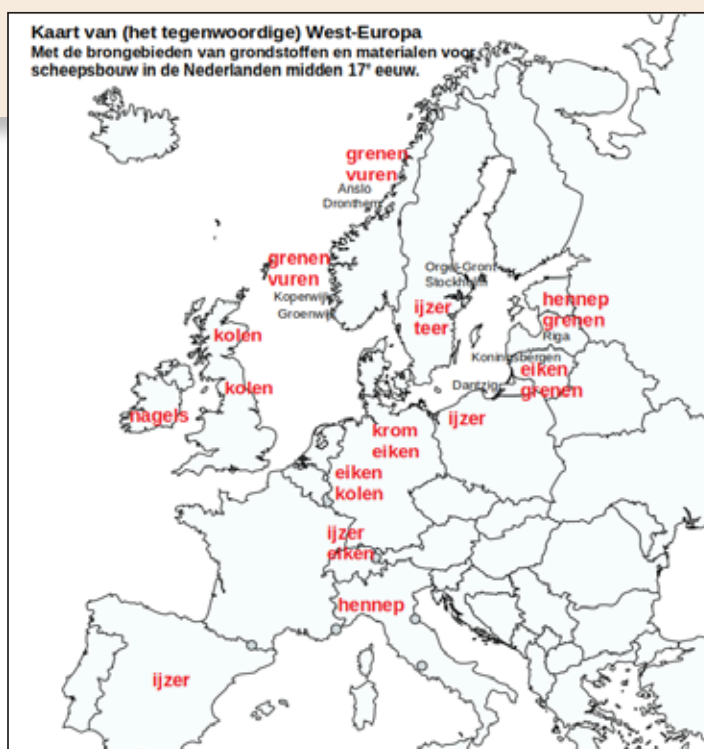 Kaart van (het tegenwoordige) West-Europa
Met de brongebieden van grondstoffen en materialen voor
scheepsbouw in de Nederlanden midden 17e eeuw.
grenen
vuren
Anslo
Dronthem
grenen
vuren
Koperwijk
Groenwijk
Orgel-Gront
Stockholm
ijzer
teer
hennep
grenen
Riga
Koningsbergen
eiken
grenen
Dantzig
kolen
kolen
nagels
krom
eiken
ijzer
eiken
kolen
ijzer
eiken
hennep
ijzer